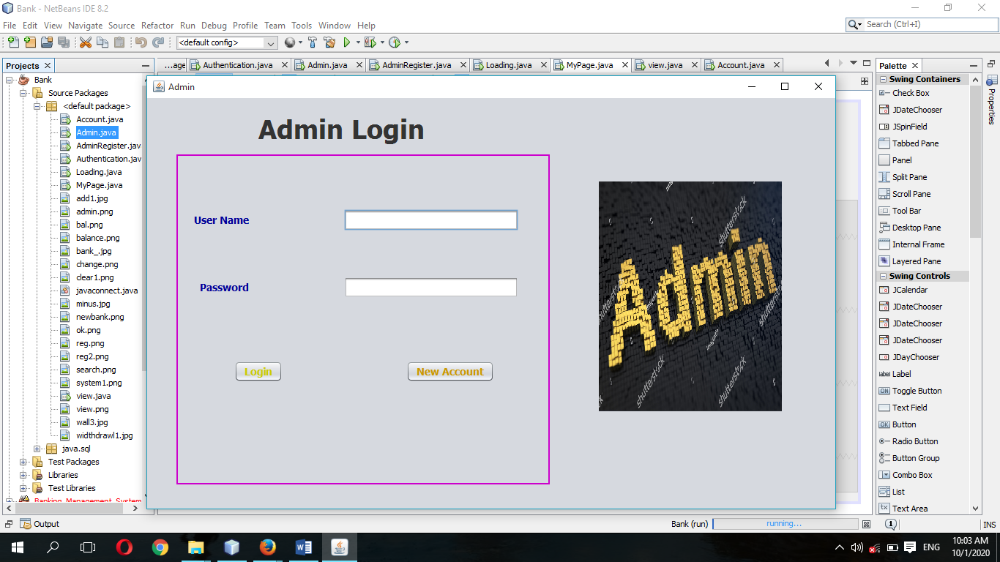 Bank - NetBeans IDE 8.2
File Edit View Navigate Source Refactor Run Debug Profile Team Tools Window Help
Search (Ctrl+I)
<default config>
Projects
...age
Authentication.java
Admin.java
AdminRegister.java
Loading.java
MyPage.java
view.java
Account.java
Palette
Bank
Source Packages
<default package>
Account.java
Admin.java
AdminRegister.jav
Authentication.jav
Loading.java
MyPage.java
add1.jpg
admin.png
bal.png
balance.png
bank_.jpg
change.png
clear1.png
javaconnect.java
minus.jpg
newbank.png
ok.png
reg.png
reg2.png
search.png
system1.png
view.java
view.png
wall3.jpg
widthdrawl1.jpg
java.sql
Test Packages
Libraries
Test Libraries
Banking_Management_System
Admin
Admin Login
User Name
Password
Login
New Account
Admin
shutterstock
shutterstock
shutterstock
shutterstock
Swing Containers
Check Box
JDateChooser
JSpinField
Tabbed Pane
Panel
Split Pane
Scroll Pane
Tool Bar
Desktop Pane
Internal Frame
Layered Pane
Swing Controls
JCalendar
JDateChooser
JDateChooser
JDateChooser
JDayChooser
label Label
ON Toggle Button
Text Field
OK Button
Radio Button
Button Group
Combo Box
List
Text Area
Properties
Output
Bank (run)
running...
1
INS
ENG
10:03 AM
10/1/2020